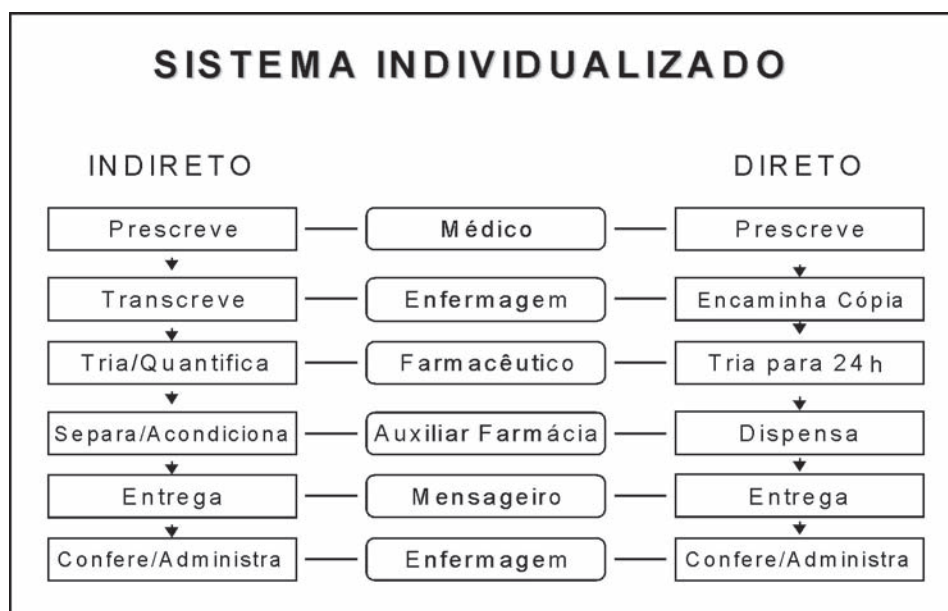 SISTEMA INDIVIDUALIZADO
INDIRETO DIRETO
Prescreve Médico Prescreve
Transcreve Enfermagem Encaminha Cópia
Tria/Quantifica Farmacêutico Tria para 24h
Separa/Acondiciona Auxiliar Farmácia Dispensa
Entrega Mensageiro Entrega
Confere/Administra Enfermagem Confere/Administra